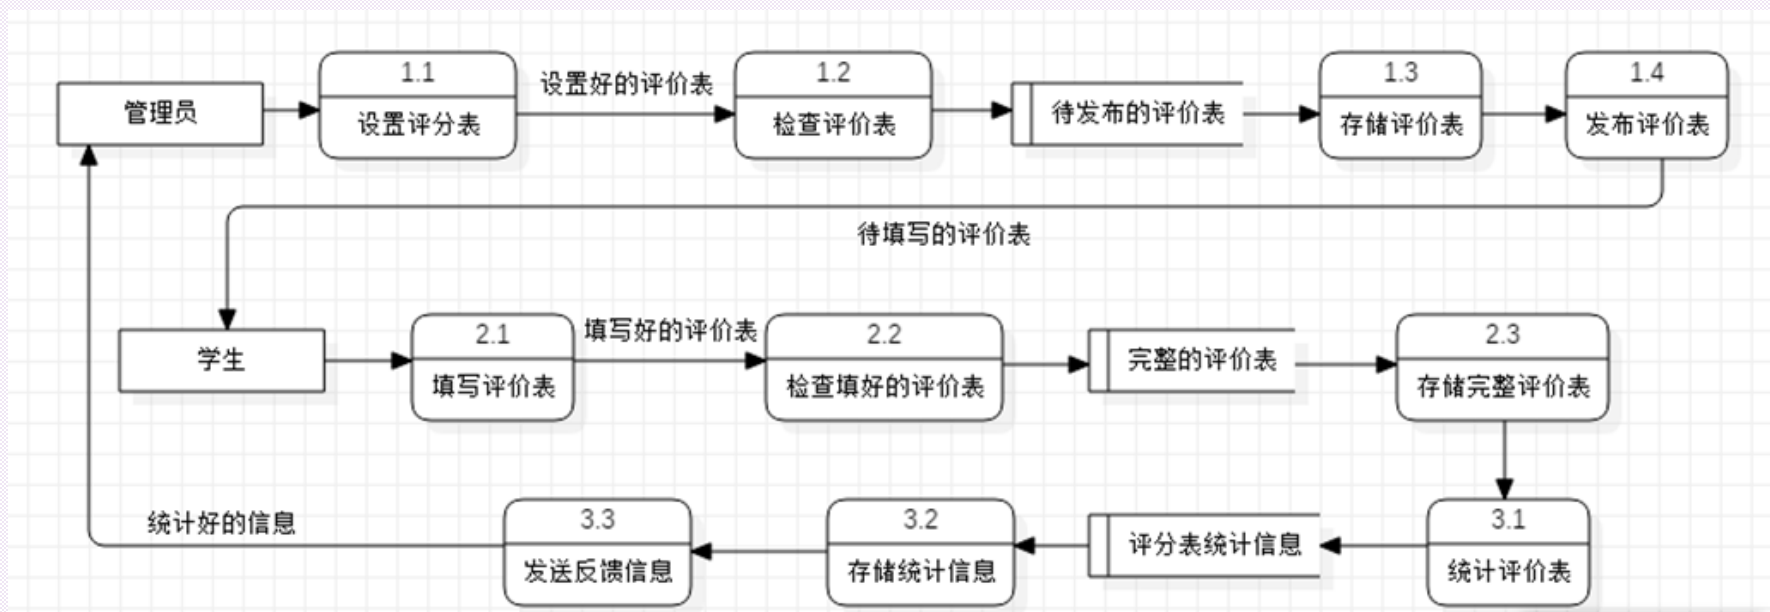 管理员
1.1
设置评分表
设置好的评价表
1.2
检查评价表
待发布的评价表
1.3
存储评价表
1.4
发布评价表
待填写的评价表
学生
2.1
填写评价表
填写好的评价表
2.2
检查填好的评价表
完整的评价表
2.3
存储完整评价表
统计好的信息
3.3
发送反馈信息
3.2
存储统计信息
评分表统计信息
3.1
统计评价表